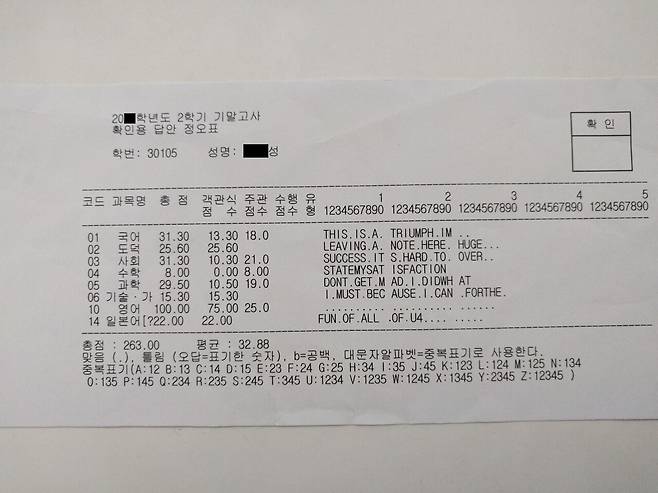 20 학년도 2학기 기말고사
확인용 답안 정오표
확 인
학번: 30105 성명: 성
코드 과목명 총 점 객관식 주관 수행 유 1 2 3 4 5
점 수 점수 점수 형 1234567890 1234567890 1234567890 1234567890 1234567890
01 국어 31.30 13.30 18.0 THIS.IS.A. TRIUMPH.IM ..
02 도덕 25.60 25.60 LEAVING.A. NOTE.HERE. HUGE...
03 사회 31.30 10.30 21.0 SUCCESS.IT S.HARD.TO. OVER..
04 수학 8.00 0.00 8.00 STATEMYSAT ISFACTION
05 과학 29.50 10.50 19.0 DONT.GET.M AD.I.DIDWH AT
06 기술·가 15.30 15.30 I.MUST.BEC AUSE.I.CAN .FORTHE.
10 영어 100.00 75.00 25.0 .......... .......... ..........
14 일본어[?22.00 22.00 FUN.OF.ALL .OF.U4.... .....
총점 : 263.00 평균 : 32.88
맞음 (.), 틀림 (오답=표기한 숫자), b=공백, 대문자알파벳=중복표기로 사용한다.
중복표기(A:12 B:13 C:14 D:15 E:23 F:24 G:25 H:34 I:35 J:45 K:123 L:124 M:125 N:134
O:135 P:145 Q:234 R:235 S:245 T:345 U:1234 V:1235 W:1245 X:1345 Y:2345 Z:12345 )